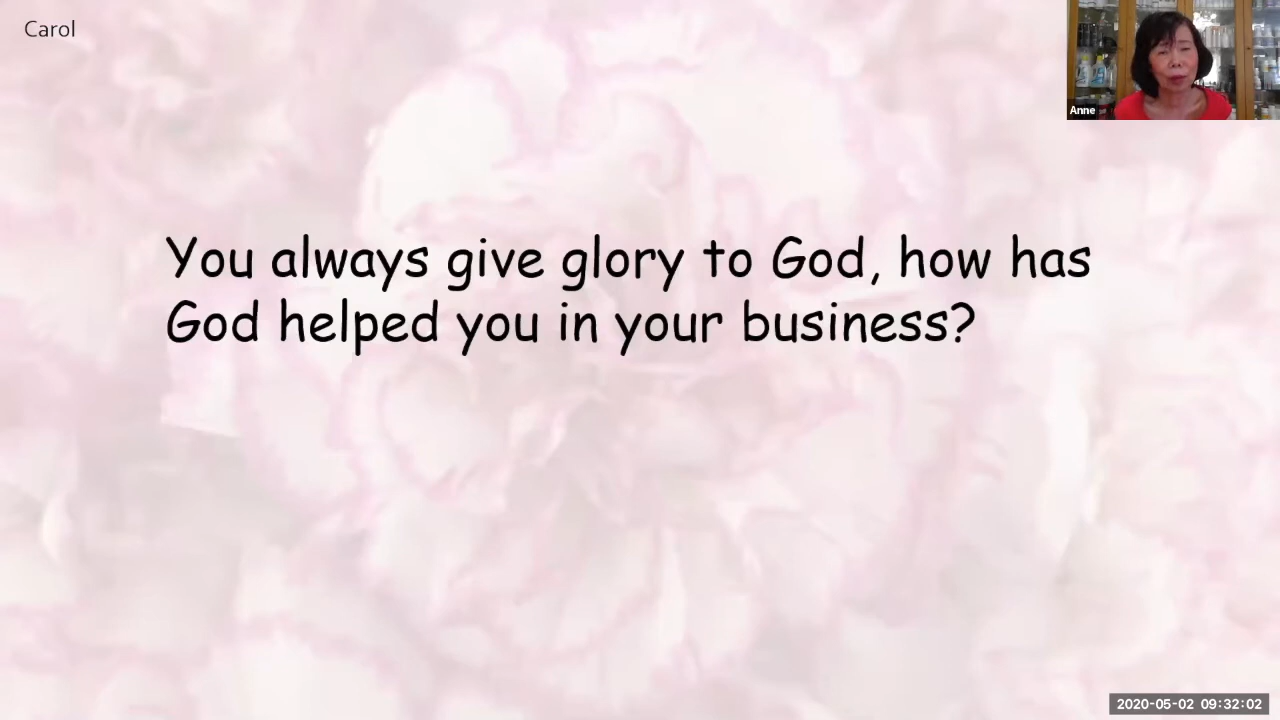 Carol
Anne
You always give glory to God, how has
God helped you in your business?
2020-05-02 09:32:02